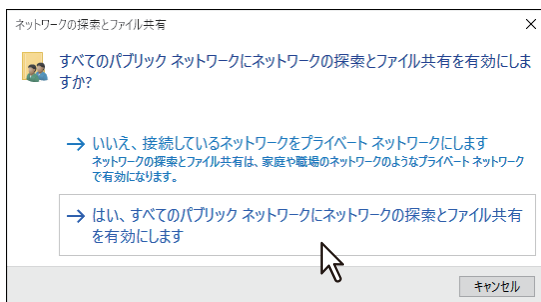 ネットワークの探索とファイル共有
すべてのパブリック ネットワークにネットワークの探索とファイル共有を有効にしま
すか?
いいえ、接続しているネットワークをプライベート ネットワークにします
ネットワークの探索とファイル共有は、家庭や職場のネットワークのようなプライベート ネットワーク
で有効になります。
はい、すべてのパブリック ネットワークにネットワークの探索とファイル共有
を有効にします
キャンセル